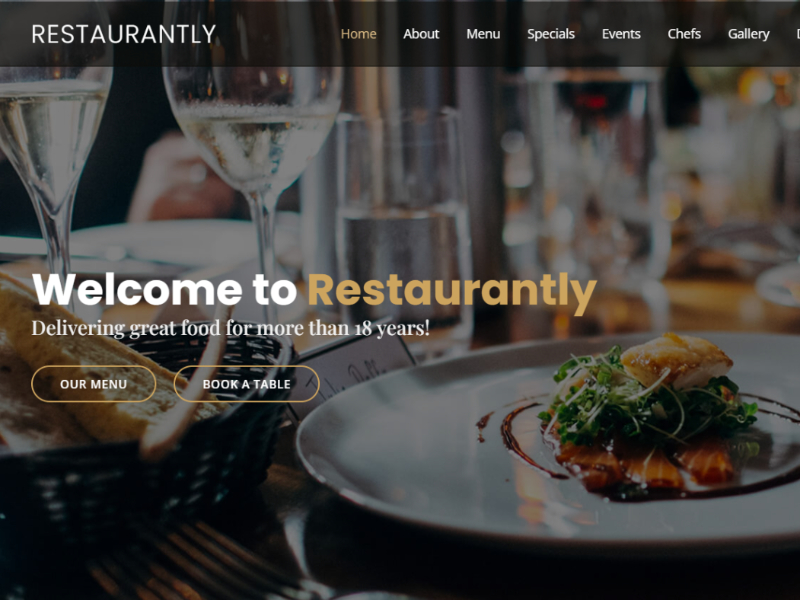 RESTAURANTLY
Home About Menu Specials Events Chefs Gallery
Welcome to Restaurantly
Delivering great food for more than 18 years!
OUR MENU BOOK A TABLE